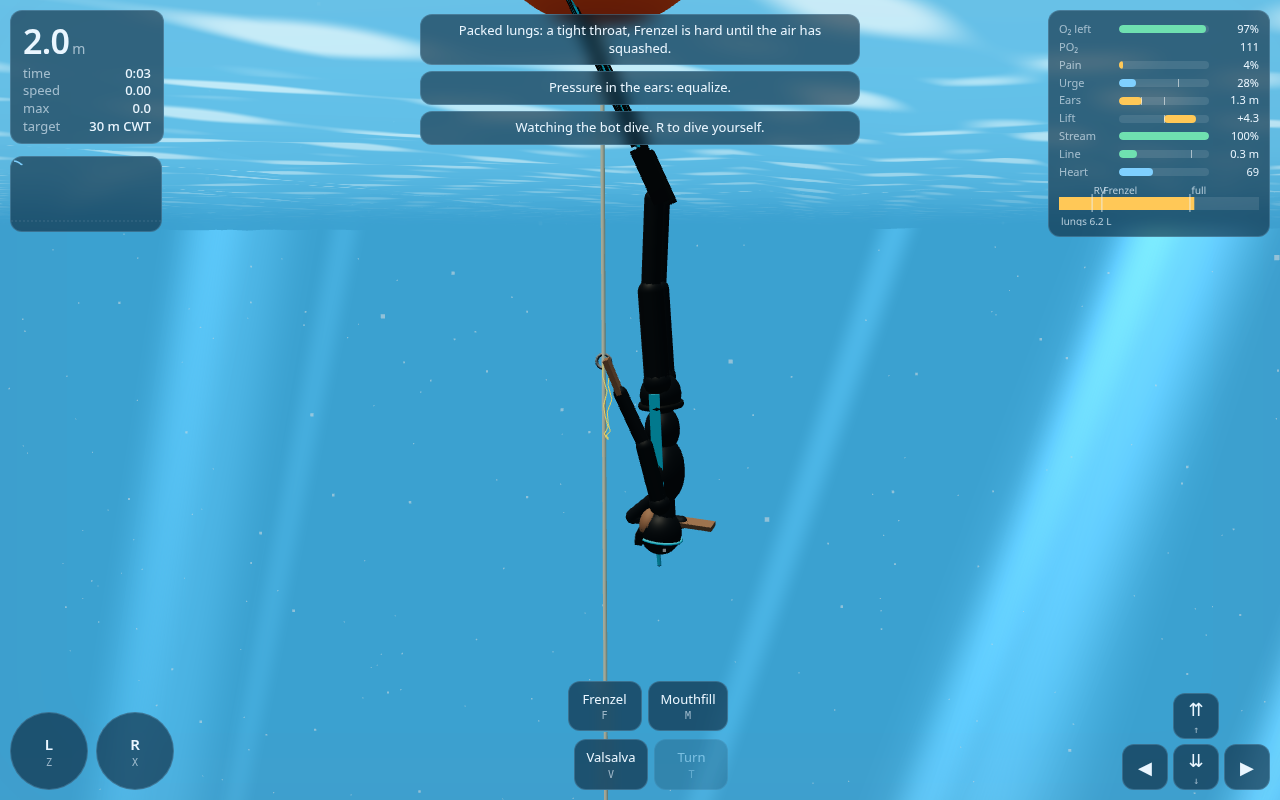 2.0 m
time 0:03
speed 0.00
max 0.0
target 30 m CWT
Packed lungs: a tight throat, Frenzel is hard until the air has
squashed.
Pressure in the ears: equalize.
Watching the bot dive. R to dive yourself.
O₂ left 97%
PO₂ 111
Pain 4%
Urge 28%
Ears 1.3 m
Lift +4.3
Stream 100%
Line 0.3 m
Heart 69
RV Frenzel full
lungs 6.2 L
L
Z
R
X
Frenzel
F
Mouthfill
M
Valsalva
V
Turn
T
⇈
↑
◀
⇊
↓
▶